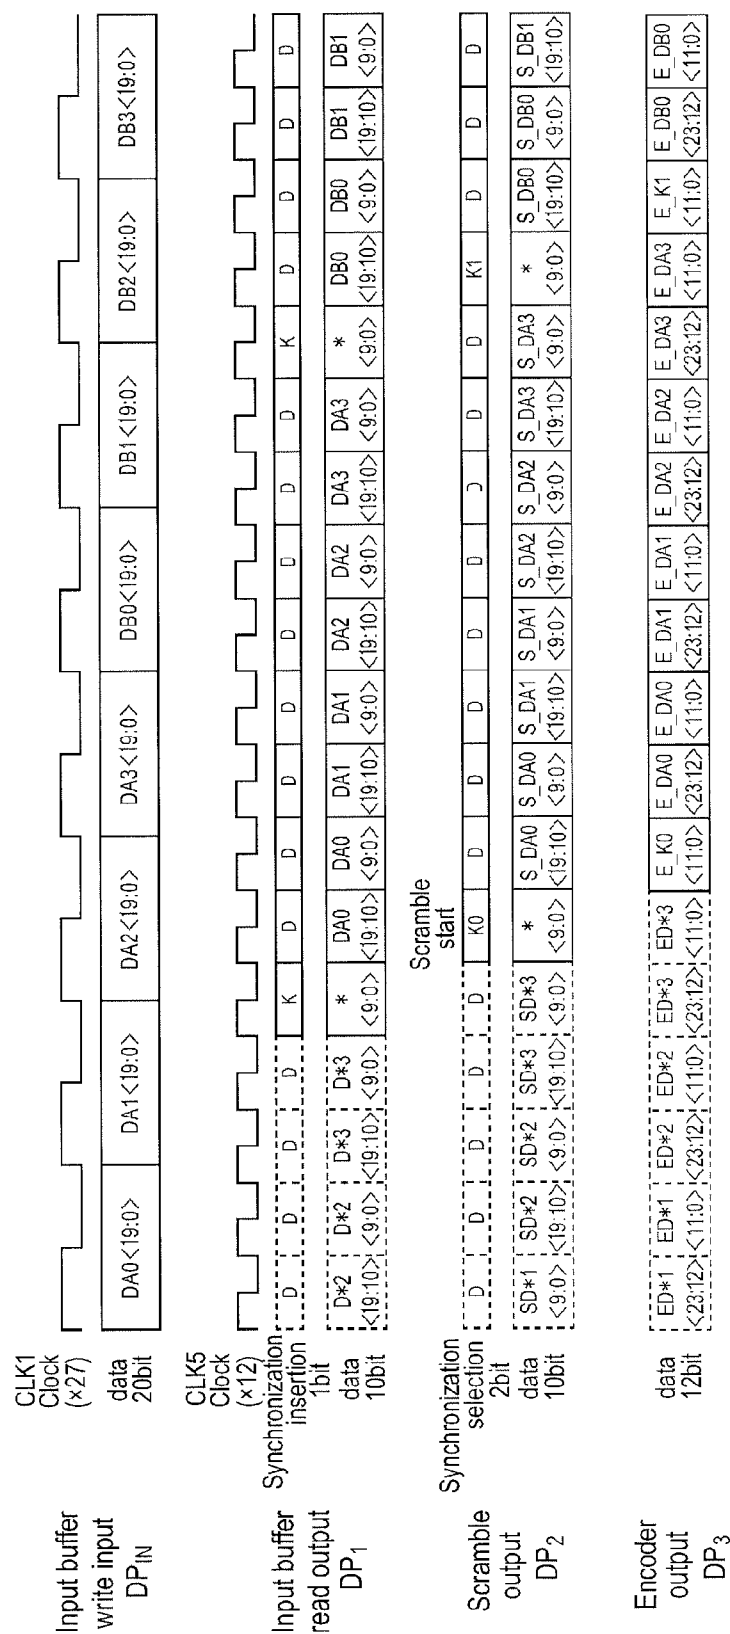 Input buffer
write input
DPIN
CLK1
Clock
(×27)
data
20bit
DA0<19:0> DA1<19:0> DA2<19:0> DA3<19:0> DB0<19:0> DB1<19:0> DB2<19:0> DB3<19:0>
Input buffer
read output
DP1
CLK5
Clock
(×12)
Synchronization
insertion
1bit
D D D D K D D D D D D D D K D D D D
data
10bit
D*2 D*2 D*3 D*3 * DA0 DA0 DA1 DA1 DA2 DA2 DA3 DA3 * DB0 DB0 DB1 DB1
<19:10> <9:0> <19:10> <9:0> <9:0> <19:10> <9:0> <19:10> <9:0> <19:10> <9:0> <19:10> <9:0> <9:0> <19:10> <9:0> <19:10> <9:0>
Scramble
output
DP2
Scramble
start
Synchronization
selection
2bit
D D D D D K0 D D D D D D D D K1 D D D
data
10bit
SD*1 SD*2 SD*2 SD*3 SD*3 * S_DA0 S_DA0 S_DA1 S_DA1 S_DA2 S_DA2 S_DA3 S_DA3 * S_DB0 S_DB0 S_DB1
<9:0> <19:10> <9:0> <19:10> <9:0> <9:0> <19:10> <9:0> <19:10> <9:0> <19:10> <9:0> <19:10> <9:0> <9:0> <19:10> <9:0> <19:10>
Encoder
output
DP3
data
12bit
ED*1 ED*1 ED*2 ED*2 ED*3 ED*3 E_K0 E_DA0 E_DA0 E_DA1 E_DA1 E_DA2 E_DA2 E_DA3 E_DA3 E_K1 E_DB0 E_DB0
<23:12> <11:0> <23:12> <11:0> <23:12> <11:0> <11:0> <23:12> <11:0> <23:12> <11:0> <23:12> <11:0> <23:12> <11:0> <11:0> <23:12> <11:0>